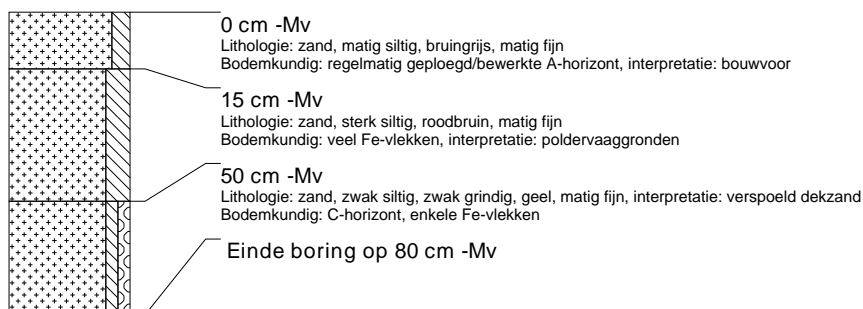 0 cm -Mv
Lithologie: zand, matig siltig, bruingrijs, matig fijn
Bodemkundig: regelmatig geploegd/bewerkte A-horizont, interpretatie: bouwvoor
15 cm -Mv
Lithologie: zand, sterk siltig, roodbruin, matig fijn
Bodemkundig: veel Fe-vlekken, interpretatie: poldervaaggronden
50 cm -Mv
Lithologie: zand, zwak siltig, zwak grindig, geel, matig fijn, interpretatie: verspoeld dekzand
Bodemkundig: C-horizont, enkele Fe-vlekken
Einde boring op 80 cm -Mv